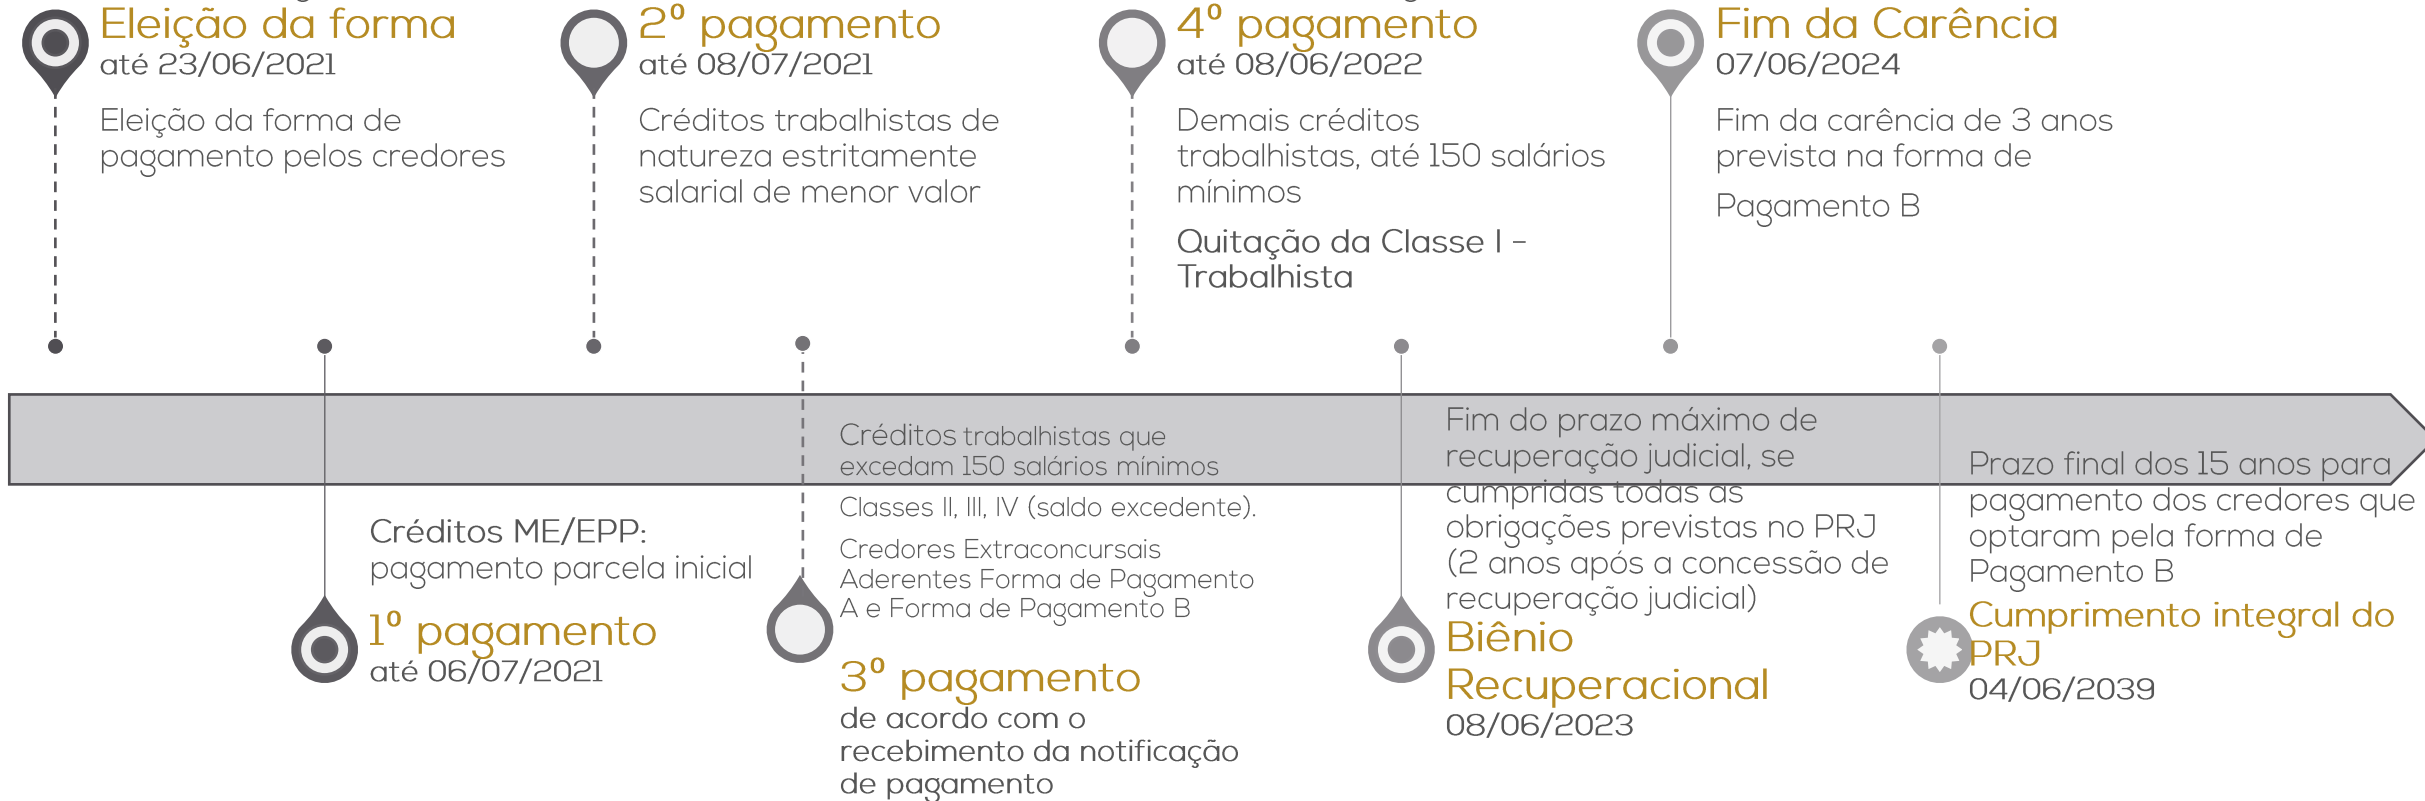 Eleição da forma
até 23/06/2021
Eleição da forma de
pagamento pelos credores
2º pagamento
até 08/07/2021
Créditos trabalhistas de
natureza estritamente
salarial de menor valor
4º pagamento
até 08/06/2022
Demais créditos
trabalhistas, até 150 salários
mínimos
Quitação da Classe I –
Trabalhista
Fim da Carência
07/06/2024
Fim da carência de 3 anos
prevista na forma de
Pagamento B
Créditos ME/EPP:
pagamento parcela inicial
1º pagamento
até 06/07/2021
Créditos trabalhistas que
excedam 150 salários mínimos
Classes II, III, IV (saldo excedente).
Credores Extraconcursais
Aderentes Forma de Pagamento
A e Forma de Pagamento B
3º pagamento
de acordo com o
recebimento da notificação
de pagamento
Fim do prazo máximo de
recuperação judicial, se
cumpridas todas as
obrigações previstas no PRJ
(2 anos após a concessão de
recuperação judicial)
Biênio
Recuperacional
08/06/2023
Prazo final dos 15 anos para
pagamento dos credores que
optaram pela forma de
Pagamento B
Cumprimento integral do
PRJ
04/06/2039